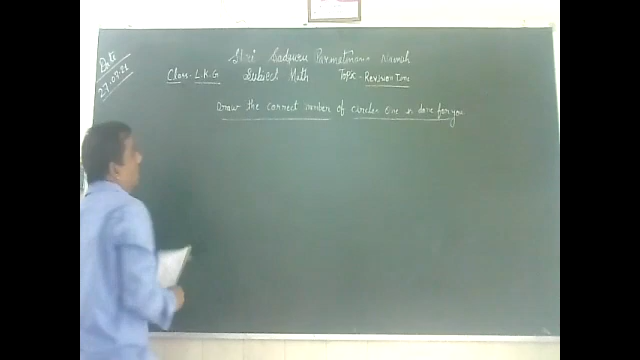 Date
27.03.21
Shri Sadguru Parmatmane Namah
Class - L.K.G Subject Math Topic - Revision Time
Draw the correct number of circles one is done for you